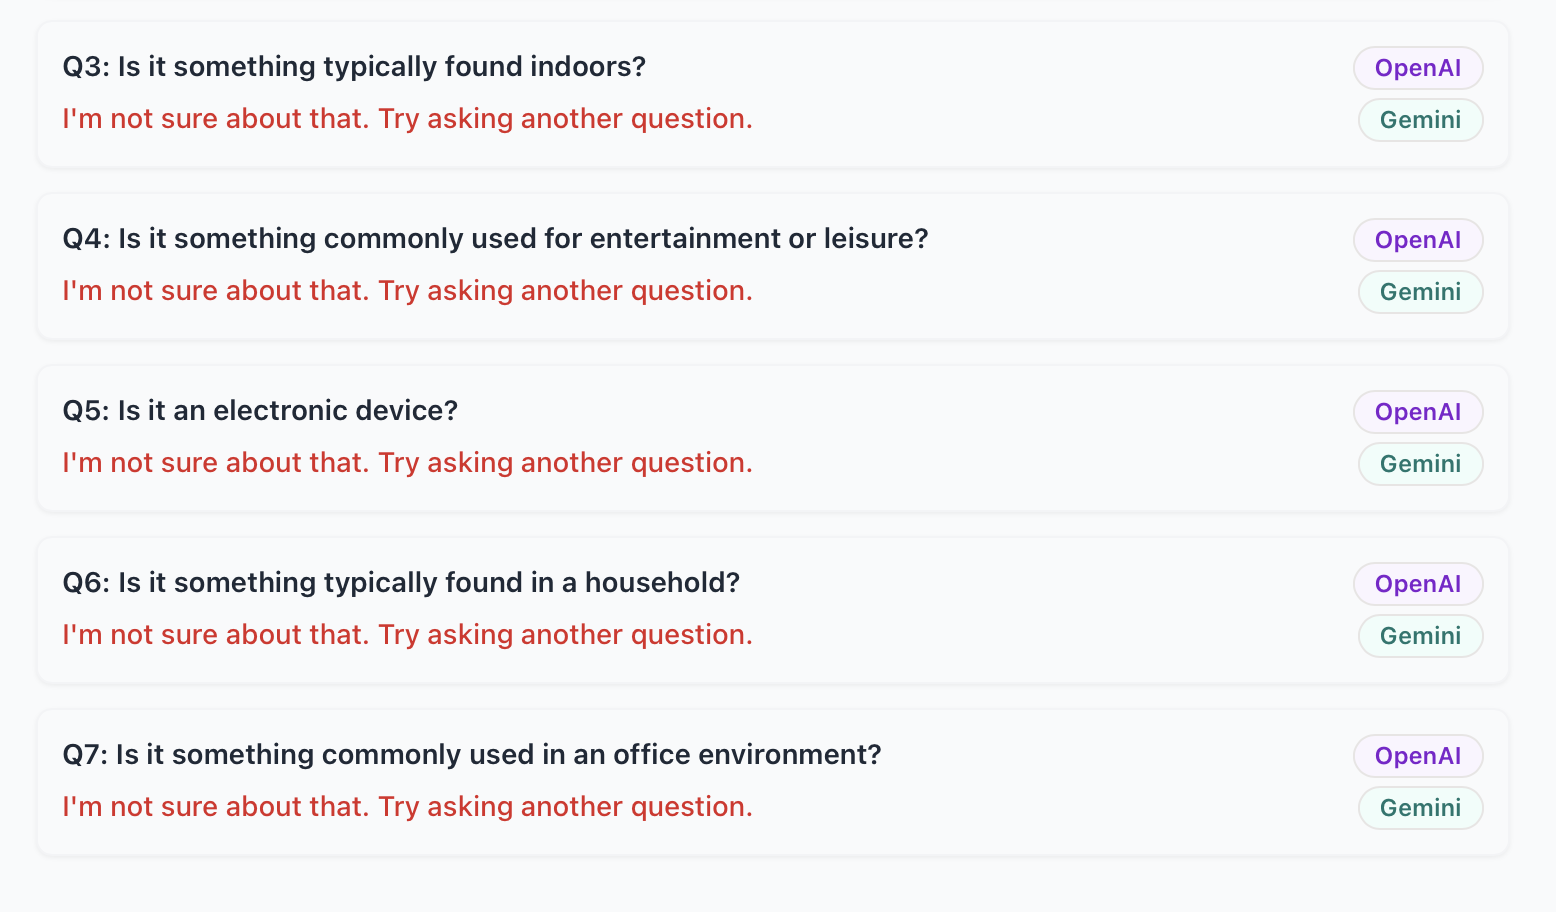 Q3: Is it something typically found indoors?
OpenAI
I'm not sure about that. Try asking another question.
Gemini
Q4: Is it something commonly used for entertainment or leisure?
OpenAI
I'm not sure about that. Try asking another question.
Gemini
Q5: Is it an electronic device?
OpenAI
I'm not sure about that. Try asking another question.
Gemini
Q6: Is it something typically found in a household?
OpenAI
I'm not sure about that. Try asking another question.
Gemini
Q7: Is it something commonly used in an office environment?
OpenAI
I'm not sure about that. Try asking another question.
Gemini